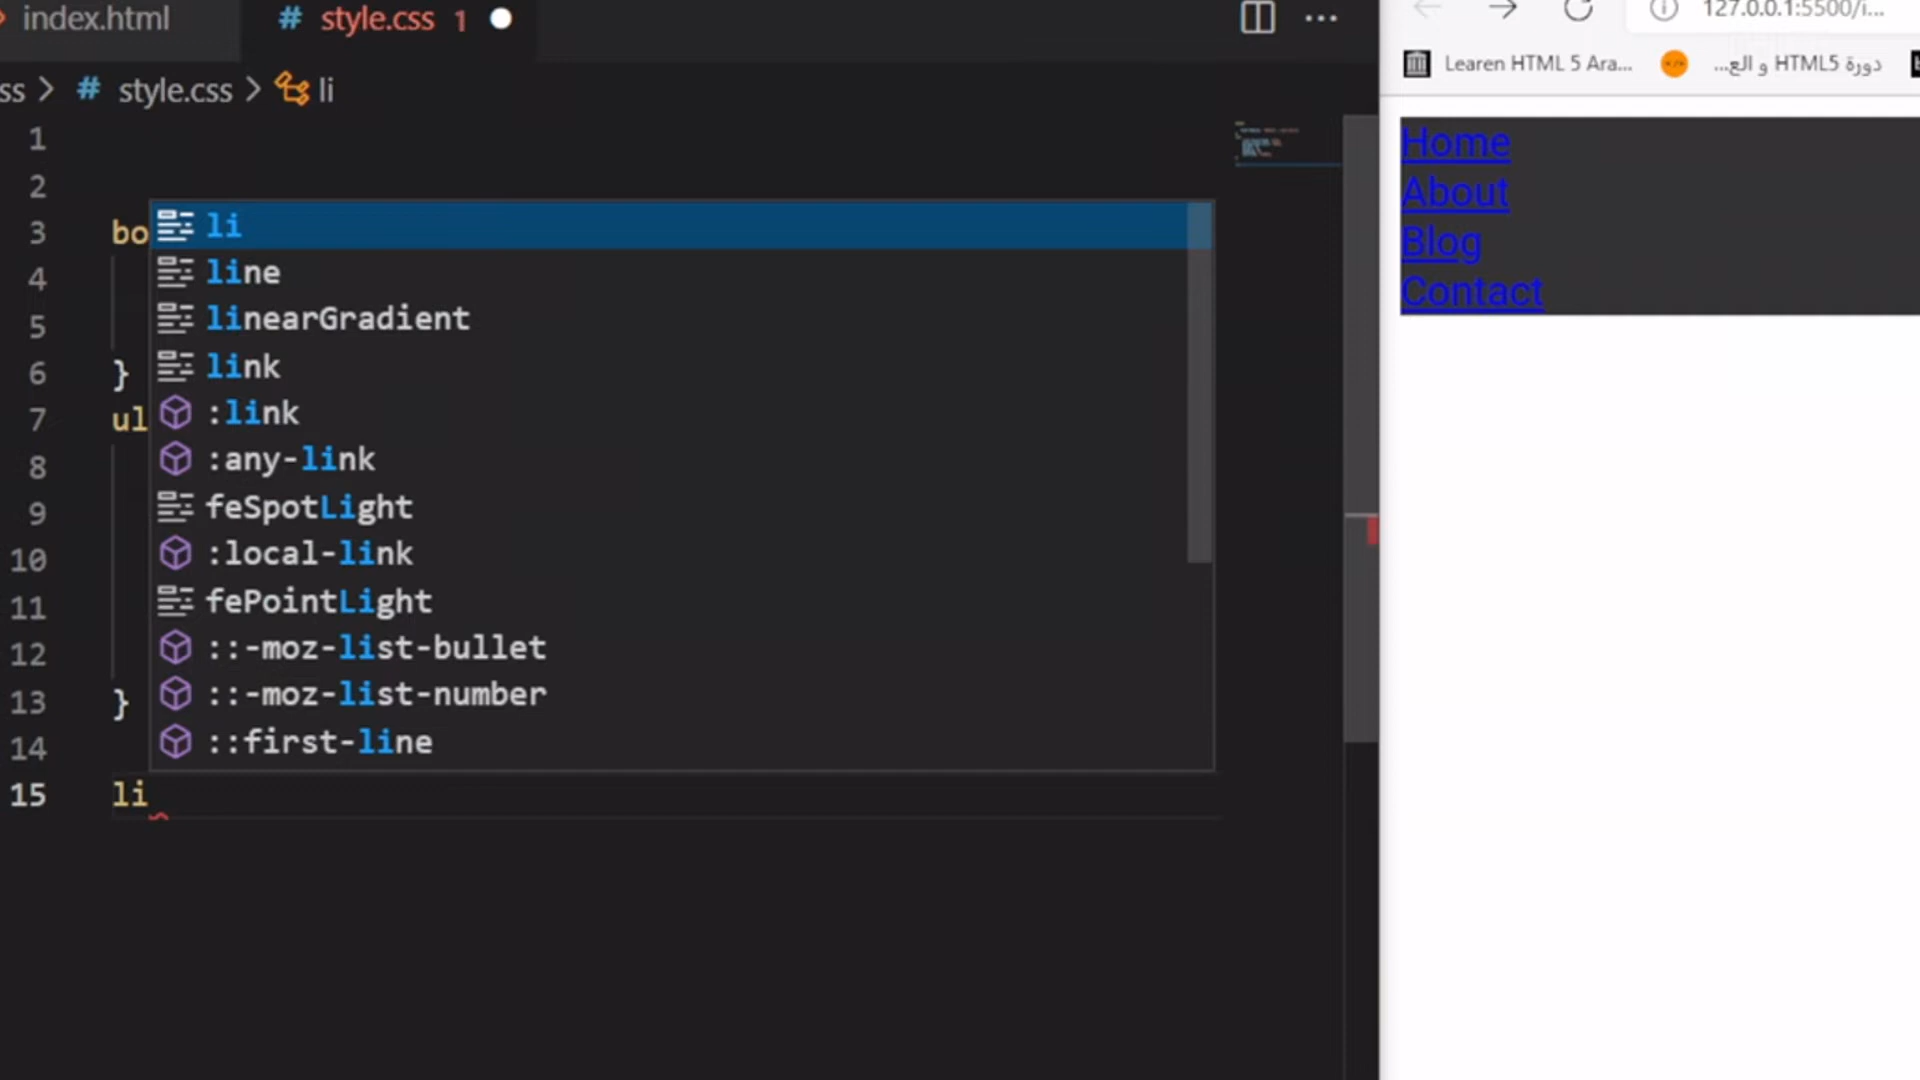 index.html
# style.css 1
ss > # style.css > li
1
2
3 bo
4
5
6 }
7 ul
8
9
10
11
12
13 }
14
15 li
li
line
linearGradient
link
:link
:any-link
feSpotLight
:local-link
fePointLight
::-moz-list-bullet
::-moz-list-number
::first-line
127.0.0.1:5500/i...
Learen HTML 5 Ara...
دورة HTML5 و الع...
Home
About
Blog
Contact